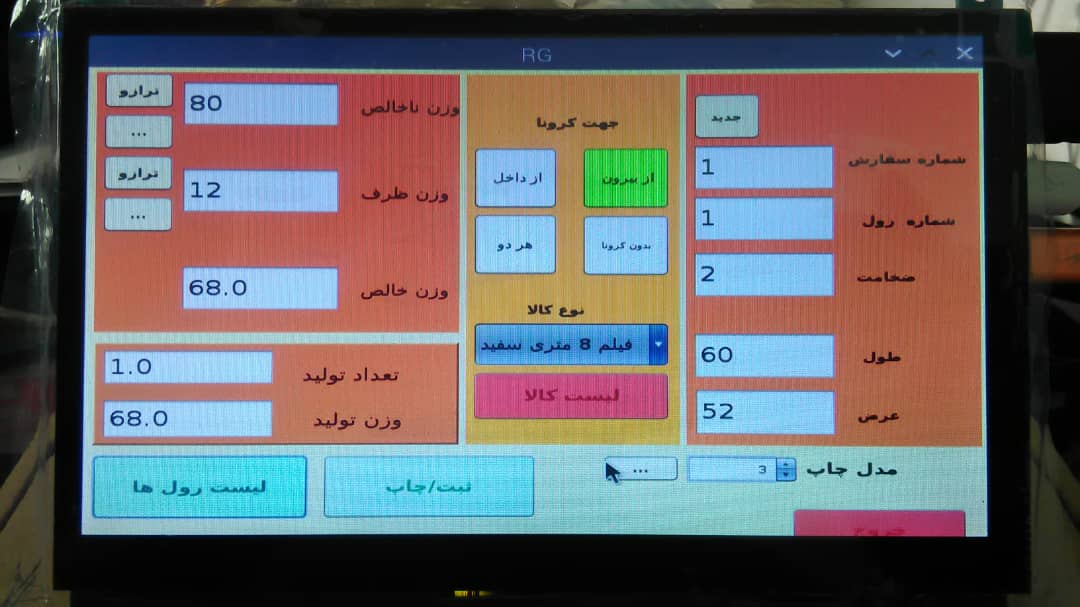 RG
جدید
شماره سفارش
1
شماره رول
1
ضخامت
2
طول
60
عرض
52
جهت کرونا
از بیرون
از داخل
بدون کرونا
هر دو
نوع کالا
فیلم 8 متری سفید
لیست کالا
وزن ناخالص
80
ترازو
...
وزن ظرف
12
ترازو
...
وزن خالص
68.0
تعداد تولید
1.0
وزن تولید
68.0
مدل چاپ
3
...
ثبت/چاپ
لیست رول ها
خروج